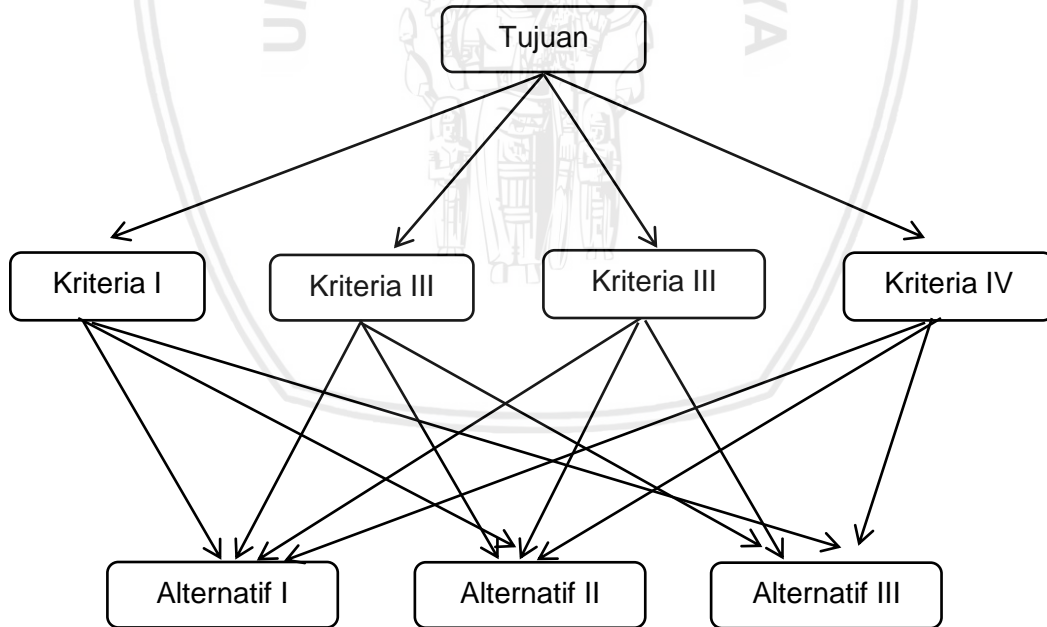 Tujuan
Kriteria I
Kriteria III
Kriteria III
Kriteria IV
Alternatif I
Alternatif II
Alternatif III